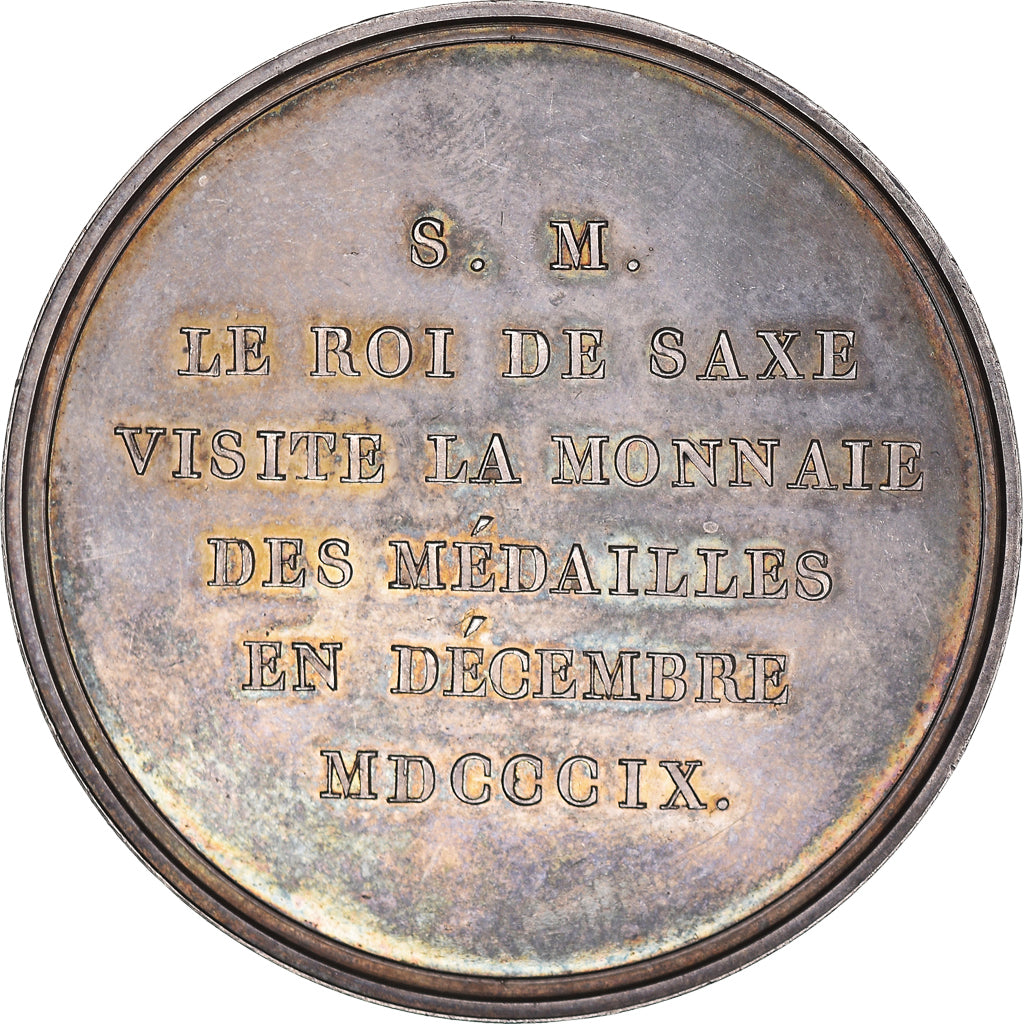 S. M.
LE ROI DE SAXE
VISITE LA MONNAIE
DES MÉDAILLES
EN DÉCEMBRE
MDCCCIX.